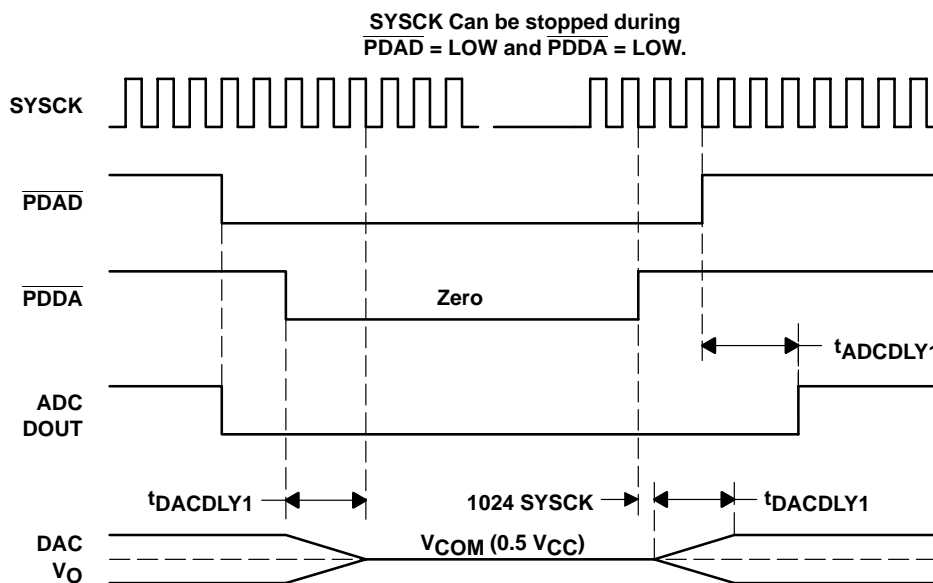 SYSCK Can be stopped during
PDAD = LOW and PDDA = LOW.
SYSCK
PDAD
PDDA
Zero
tADCDLY1
ADC
DOUT
tDACDLY1
1024 SYSCK
tDACDLY1
DAC
VO
VCOM (0.5 VCC)